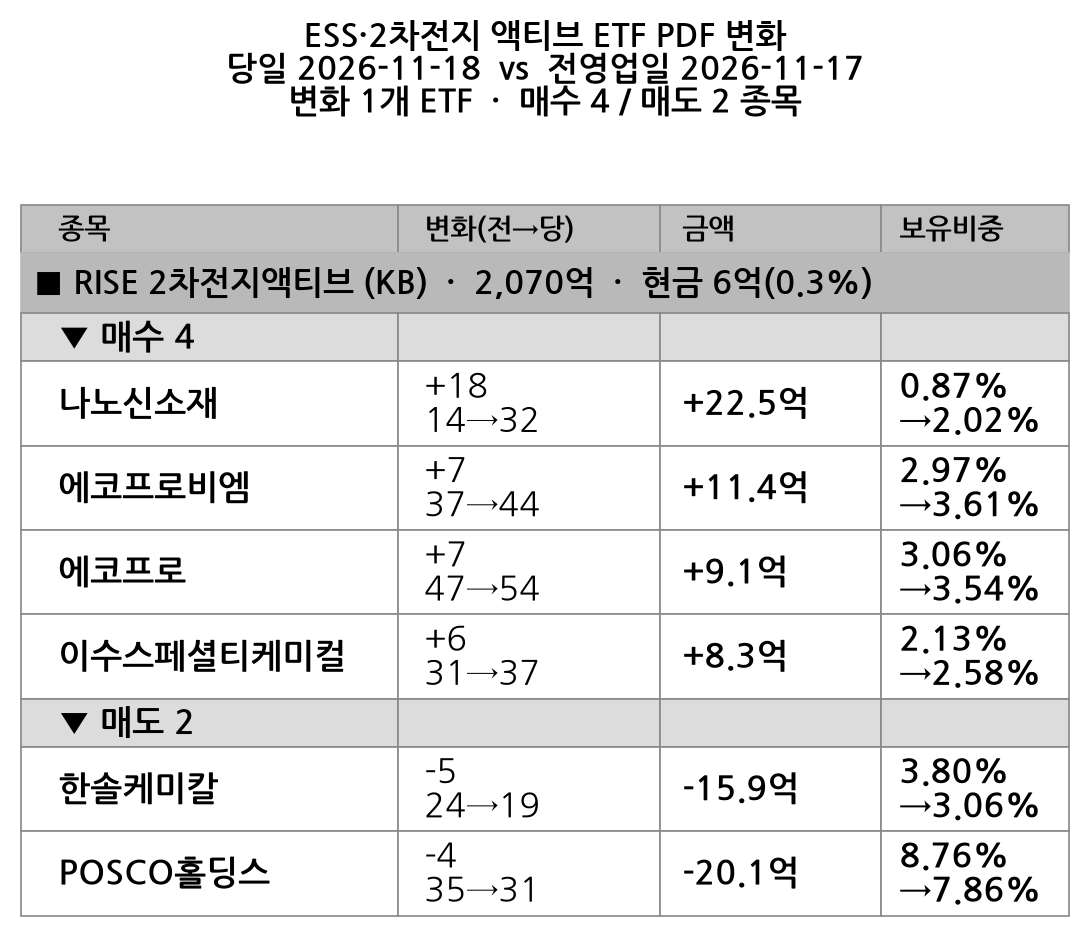 ESS·2차전지 액티브 ETF PDF 변화
당일 2026-11-18 vs 전영업일 2026-11-17
변화 1개 ETF · 매수 4 / 매도 2 종목
종목 변화(전→당) 금액 보유비중
■ RISE 2차전지액티브 (KB) · 2,070억 · 현금 6억(0.3%)
▼ 매수 4
나노신소재 +18 14→32 +22.5억 0.87% →2.02%
에코프로비엠 +7 37→44 +11.4억 2.97% →3.61%
에코프로 +7 47→54 +9.1억 3.06% →3.54%
이수스페셜티케미컬 +6 31→37 +8.3억 2.13% →2.58%
▼ 매도 2
한솔케미칼 -5 24→19 -15.9억 3.80% →3.06%
POSCO홀딩스 -4 35→31 -20.1억 8.76% →7.86%